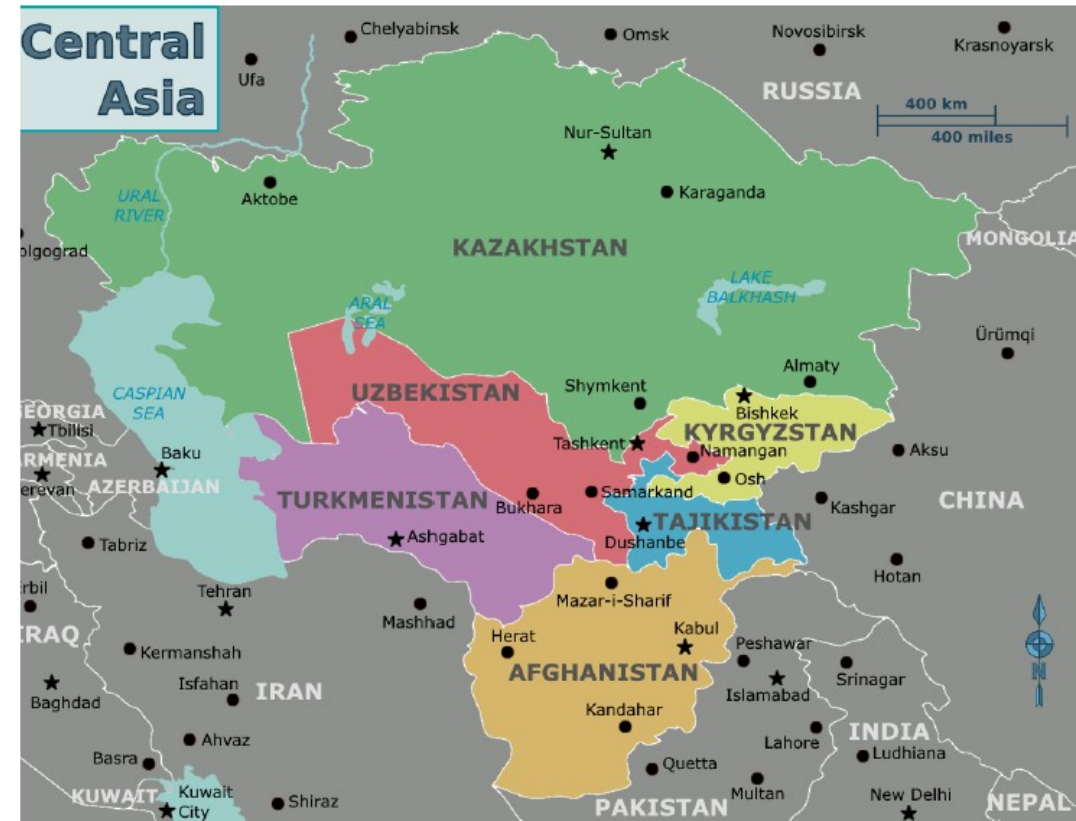 Central
Asia
Chelyabinsk
Omsk
Novosibirsk
Krasnoyarsk
Ufa
RUSSIA
400 km
400 miles
Nur-Sultan
Karaganda
Aktobe
URAL
RIVER
olgograd
KAZAKHSTAN
MONGOLIA
LAKE
BALKHASH
ARAL
SEA
Ürümqi
Almaty
CASPIAN
SEA
UZBEKISTAN
Shymkent
Bishkek
GEORGIA
Tbilisi
KYRGYZSTAN
Tashkent
Namangan
Aksu
ARMENIA
Baku
erevan
AZERBAIJAN
Osh
TURKMENISTAN
Bukhara
Samarkand
Kashgar
CHINA
TAJIKISTAN
Dushanbe
Ashgabat
Tabriz
Hotan
Erbil
Tehran
Mashhad
Mazar-i-Sharif
IRAQ
Kermanshah
Herat
Kabul
Peshawar
N
AFGHANISTAN
Srinagar
Isfahan
IRAN
Islamabad
Baghdad
Kandahar
Ahvaz
Lahore
INDIA
Ludhiana
Basra
Quetta
KUWAIT
Kuwait
City
Shiraz
Multan
PAKISTAN
New Delhi
NEPAL